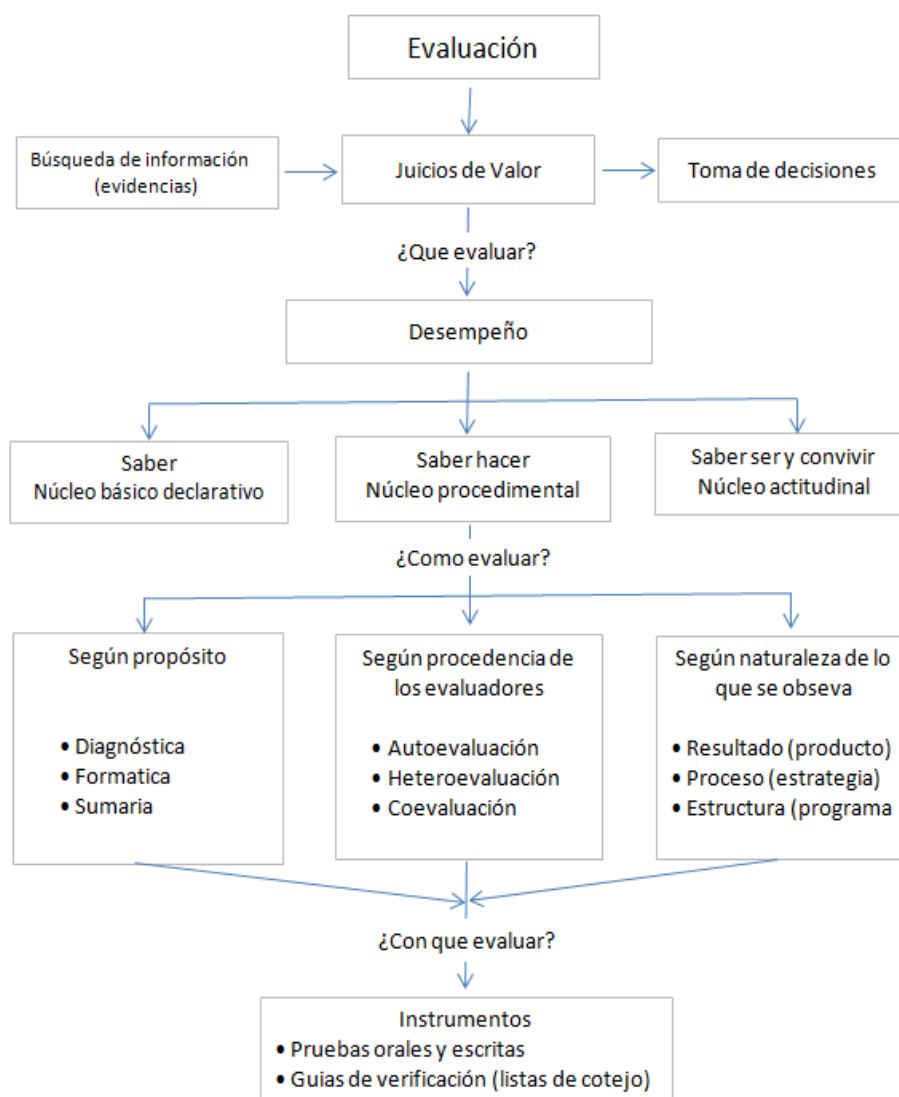 Evaluación
Búsqueda de información
(evidencias)
Juicios de Valor
Toma de decisiones
¿Que evaluar?
Desempeño
Saber
Núcleo básico declarativo
Saber hacer
Núcleo procedimental
Saber ser y convivir
Núcleo actitudinal
¿Como evaluar?
Según propósito
• Diagnóstica
• Formatica
• Sumaria
Según procedencia de
los evaluadores
• Autoevaluación
• Heteroevaluación
• Coevaluación
Según naturaleza de lo
que se obseva
• Resultado (producto)
• Proceso (estrategia)
• Estructura (programa
¿Con que evaluar?
Instrumentos
• Pruebas orales y escritas
• Guias de verificación (listas de cotejo)